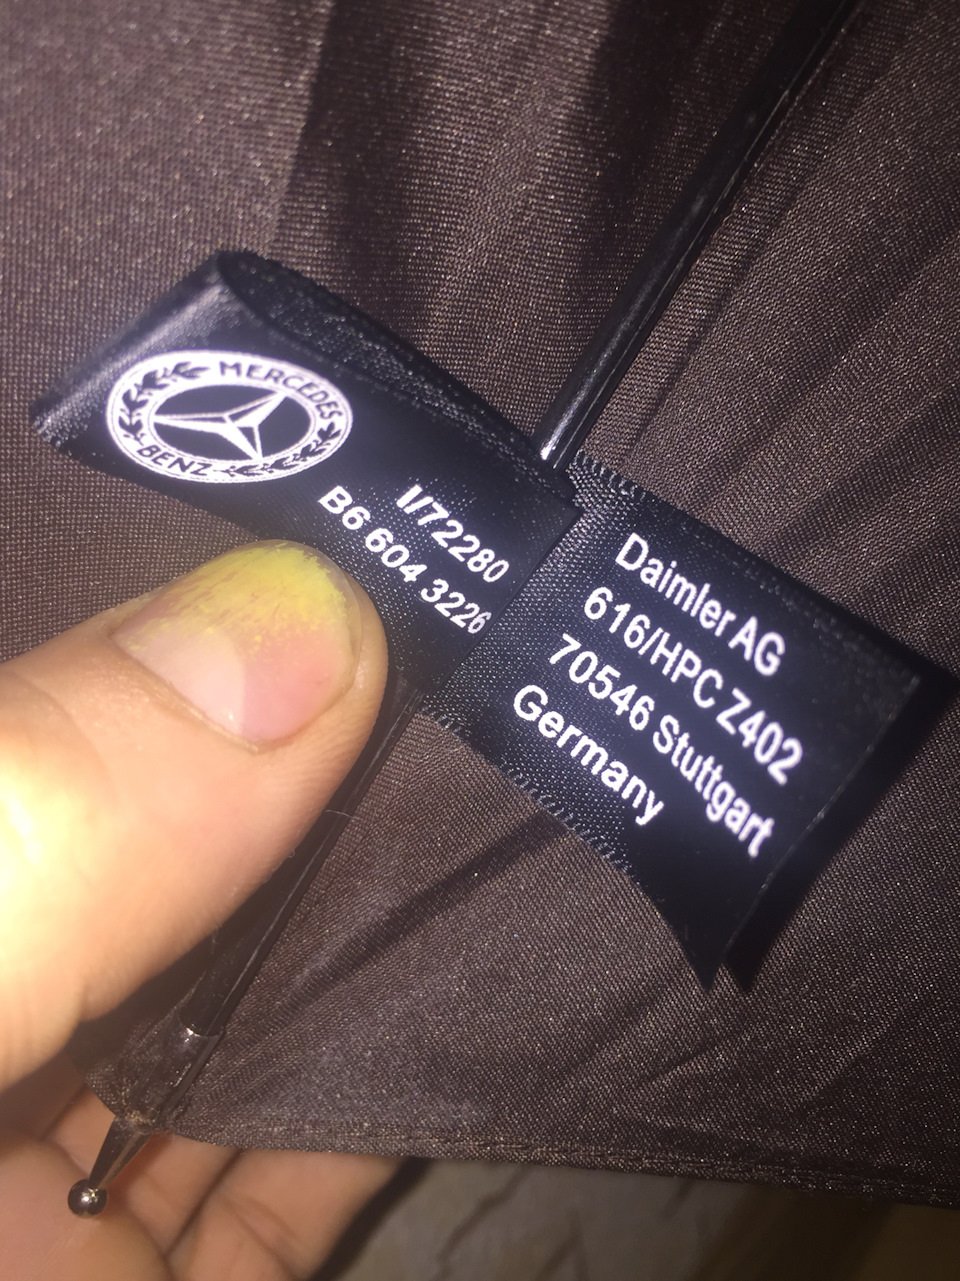 MERCEDES
BENZ
I/72280
B6 604 3226
Daimler AG
616/HPC Z402
70546 Stuttgart
Germany